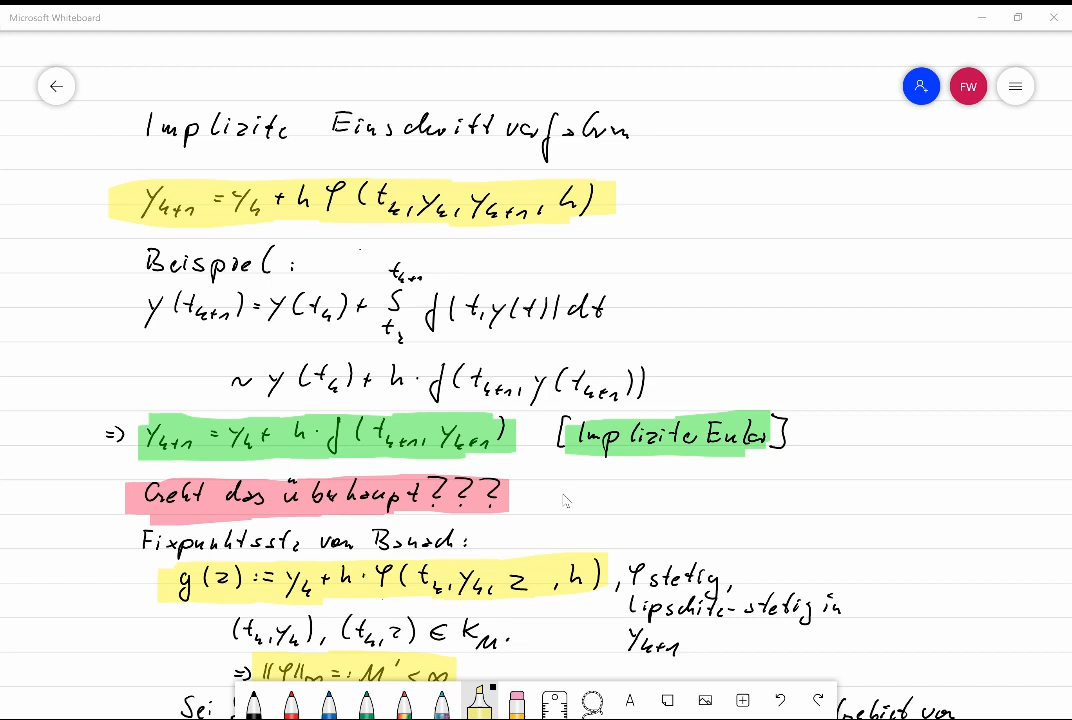 Microsoft Whiteboard
FW
Implizite Einschrittverfahren
y_{k+1} = y_k + h φ(t_k, y_k, y_{k+1}, h)
Beispiel:
y(t_{k+1}) = y(t_k) + ∫_{t_k}^{t_{k+1}} f(t, y(t)) dt
~ y(t_k) + h · f(t_{k+1}, y(t_{k+1}))
⇒ y_{k+1} = y_k + h · f(t_{k+1}, y_{k+1}) [Implizites Euler]
Geht das überhaupt???
Fixpunktsatz von Banach:
g(z) := y_k + h · φ(t_k, y_k, z, h), φ stetig,
Lipschitz-stetig in
y_{k+1}
(t_k, y_k), (t_k, z) ∈ K_M.
⇒ ||φ||_∞ =: M' < ∞
Sei von